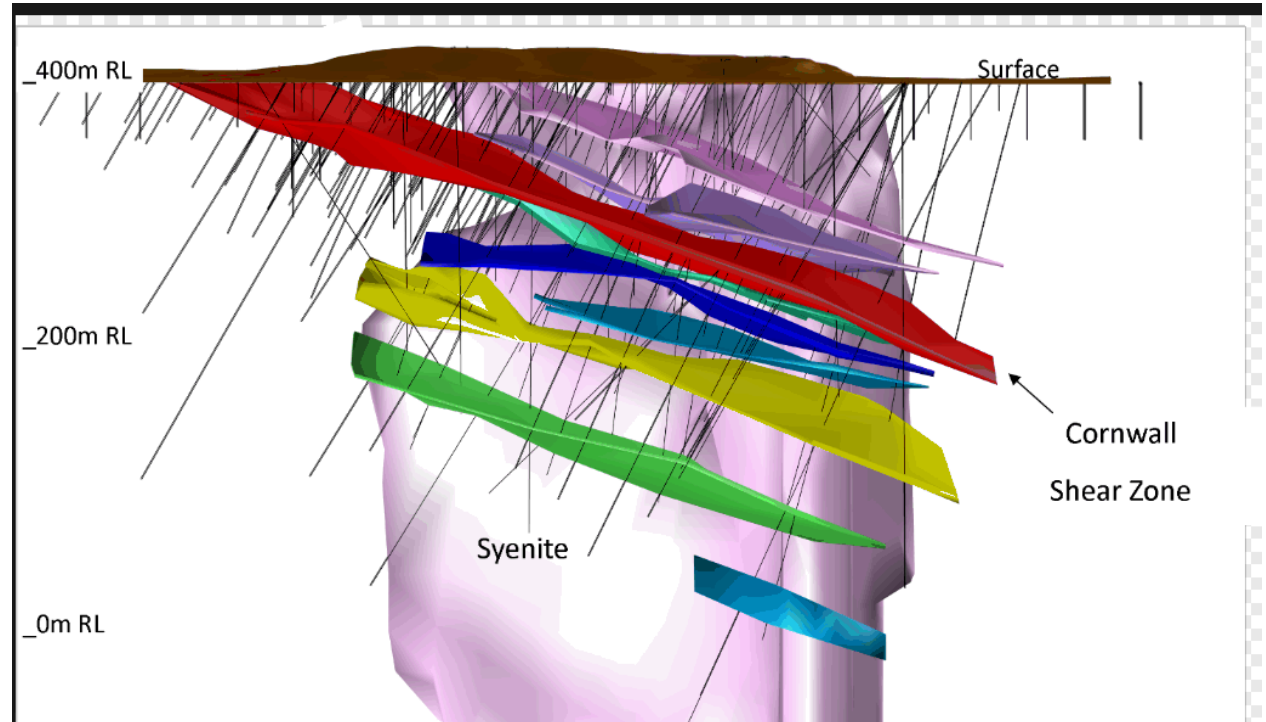 _400m RL
Surface
_200m RL
Cornwall
Shear Zone
Syenite
_0m RL